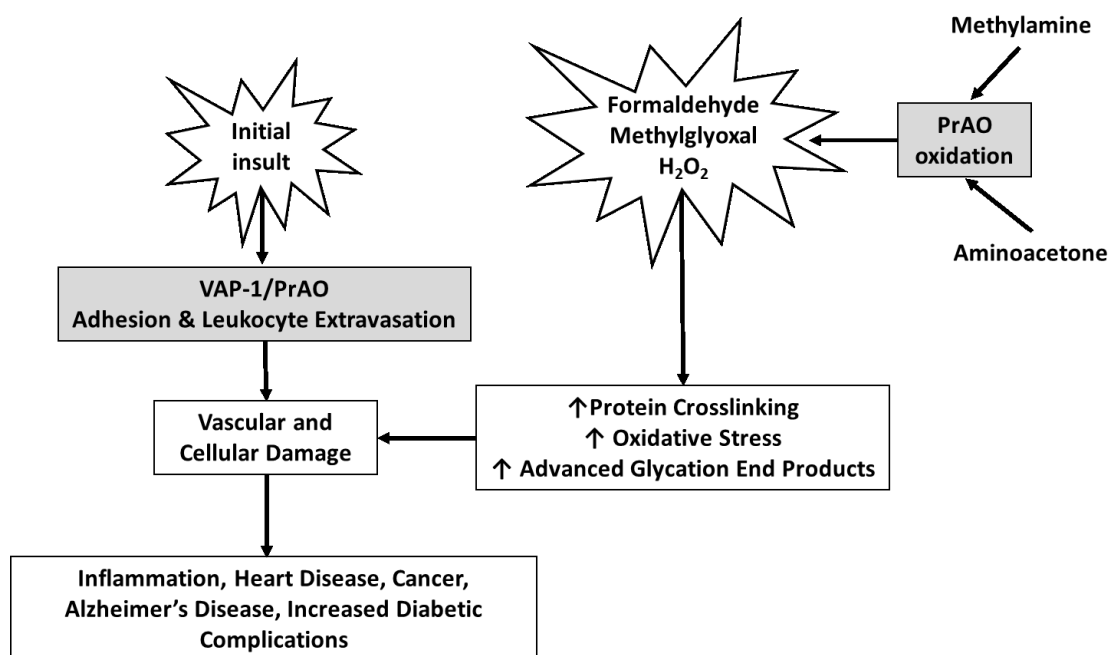 Methylamine
Initial
insult
Formaldehyde
Methylglyoxal
H₂O₂
PrAO
oxidation
Aminoacetone
VAP-1/PrAO
Adhesion & Leukocyte Extravasation
Vascular and
Cellular Damage
↑Protein Crosslinking
↑ Oxidative Stress
↑ Advanced Glycation End Products
Inflammation, Heart Disease, Cancer,
Alzheimer’s Disease, Increased Diabetic
Complications